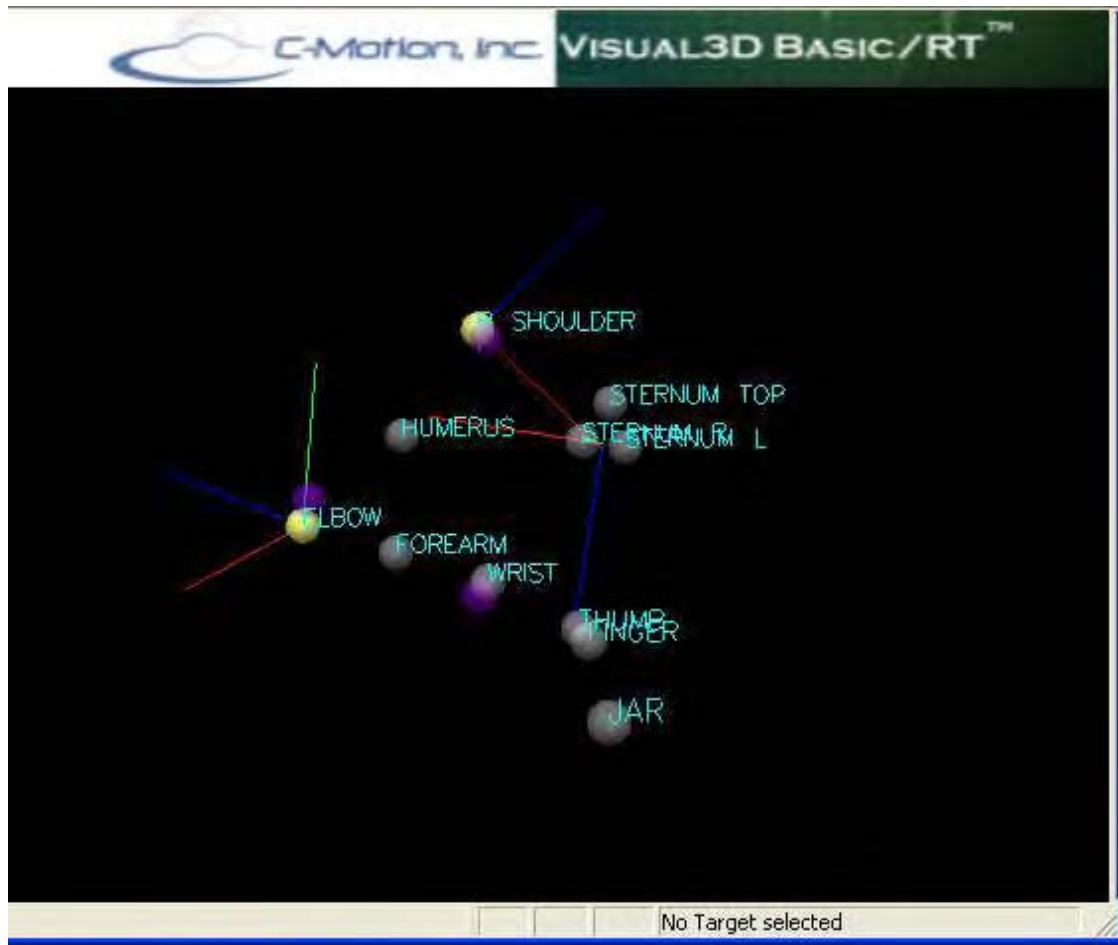 C-Motion, Inc. VISUAL3D BASIC/RT™
R SHOULDER
STERNUM TOP
HUMERUS
STERNUM R
STERNUM L
ELBOW
FOREARM
WRIST
THUMB
FINGER
JAR
No Target selected